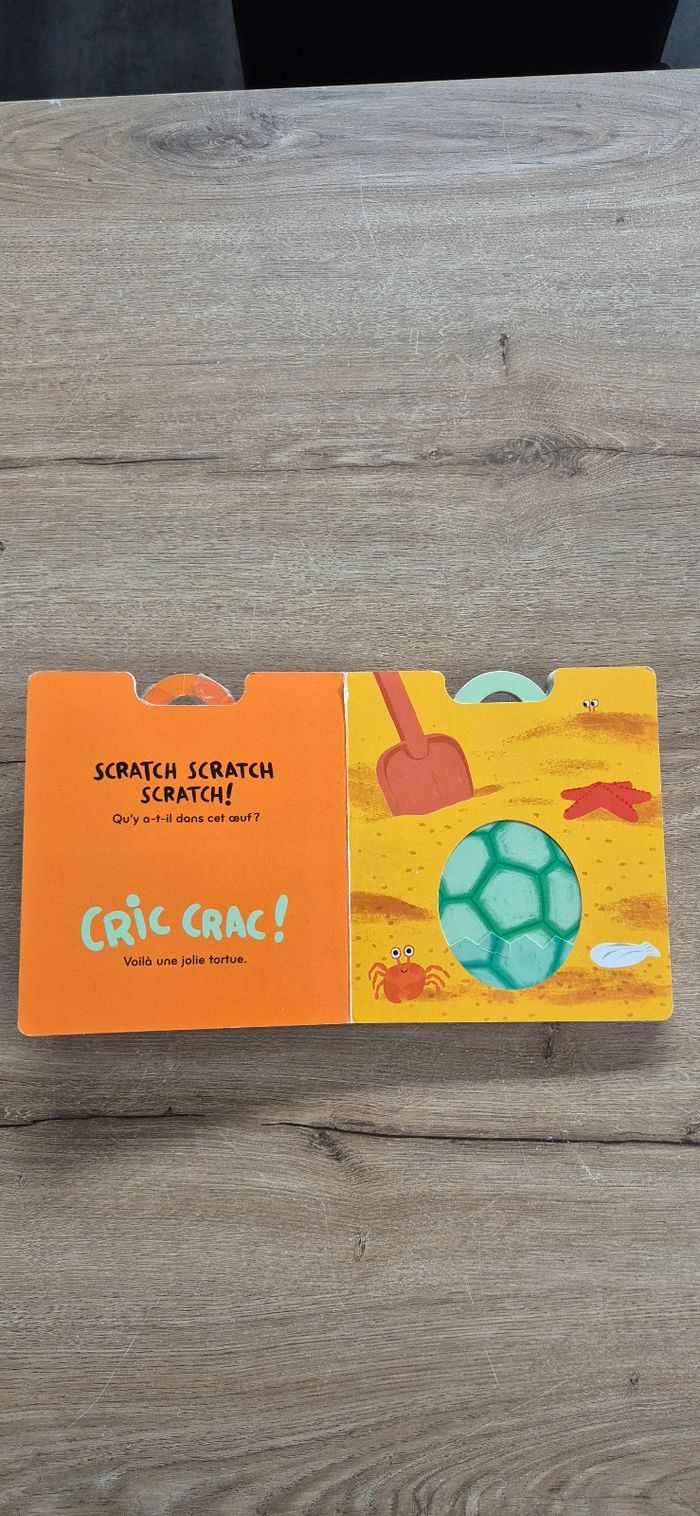 SCRATCH SCRATCH
SCRATCH!
Qu'y a-t-il dans cet œuf?
CRIC CRAC!
Voilà une jolie tortue.